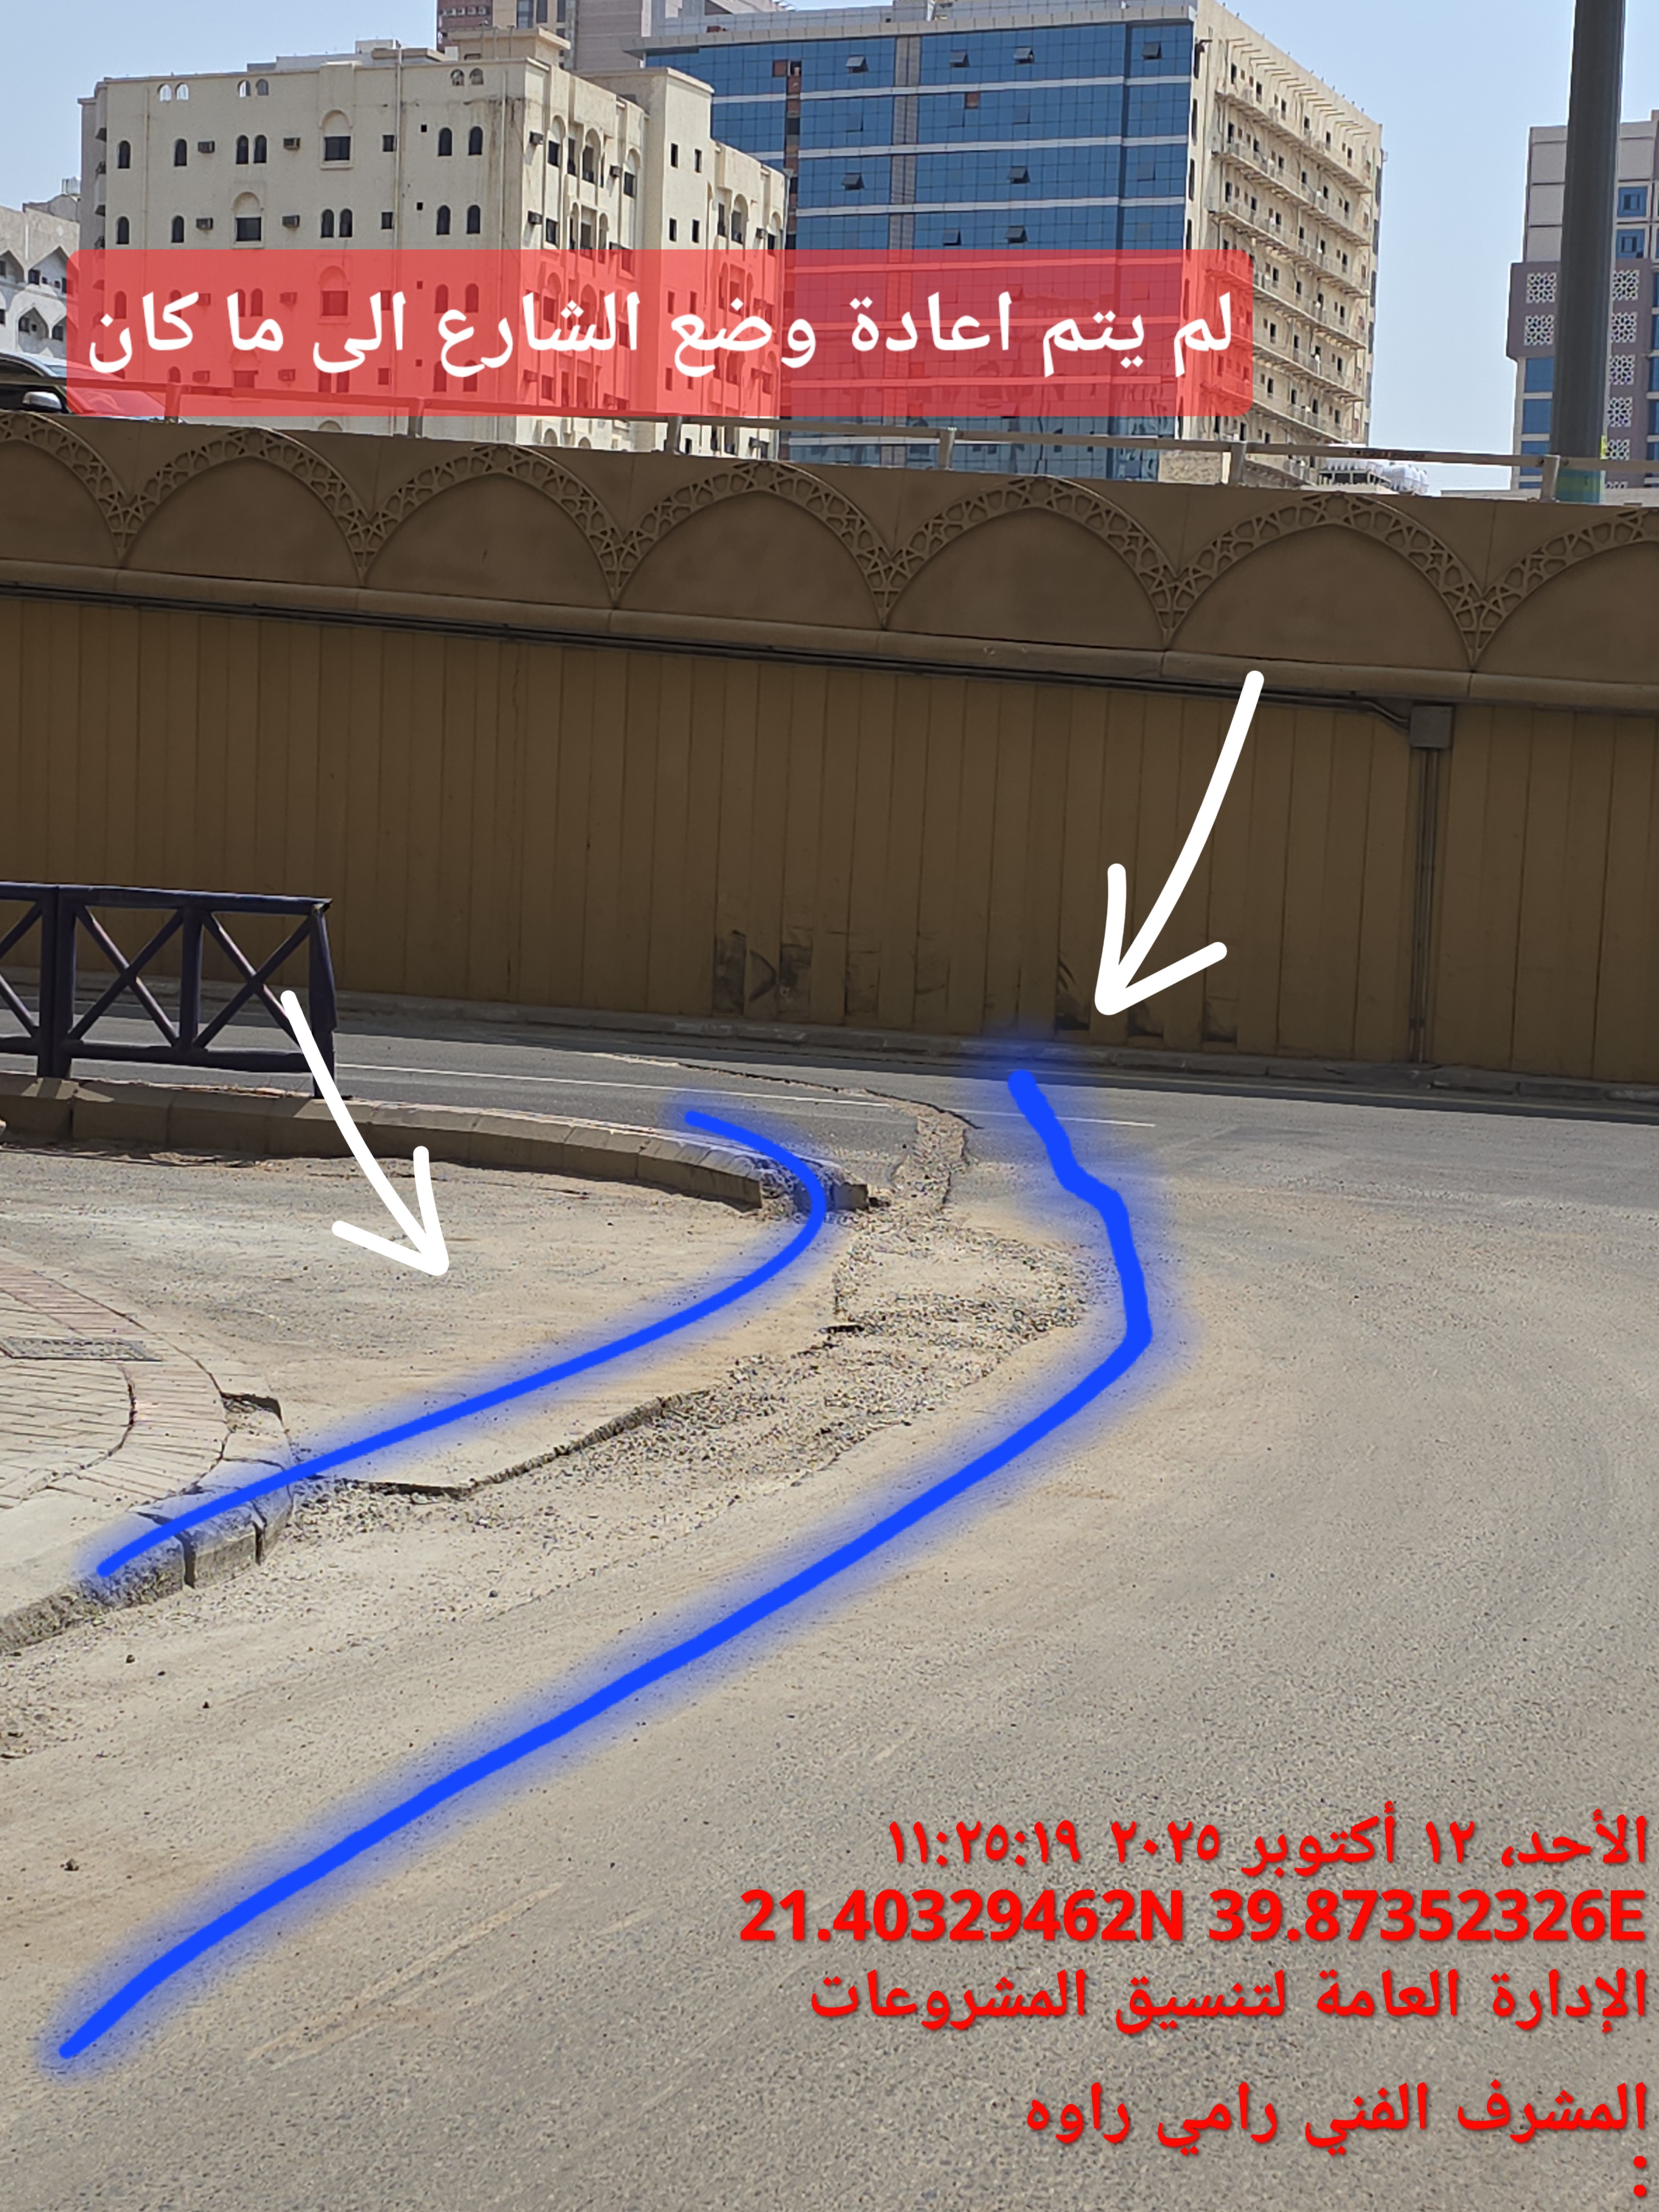 لم يتم اعادة وضع الشارع الى ما كان
الأحد، ١٢ أكتوبر ٢٠٢٥ ١١:٢٥:١٩
21.40329462N 39.87352326E
الإدارة العامة لتنسيق المشروعات
المشرف الفني رامي راوه
: